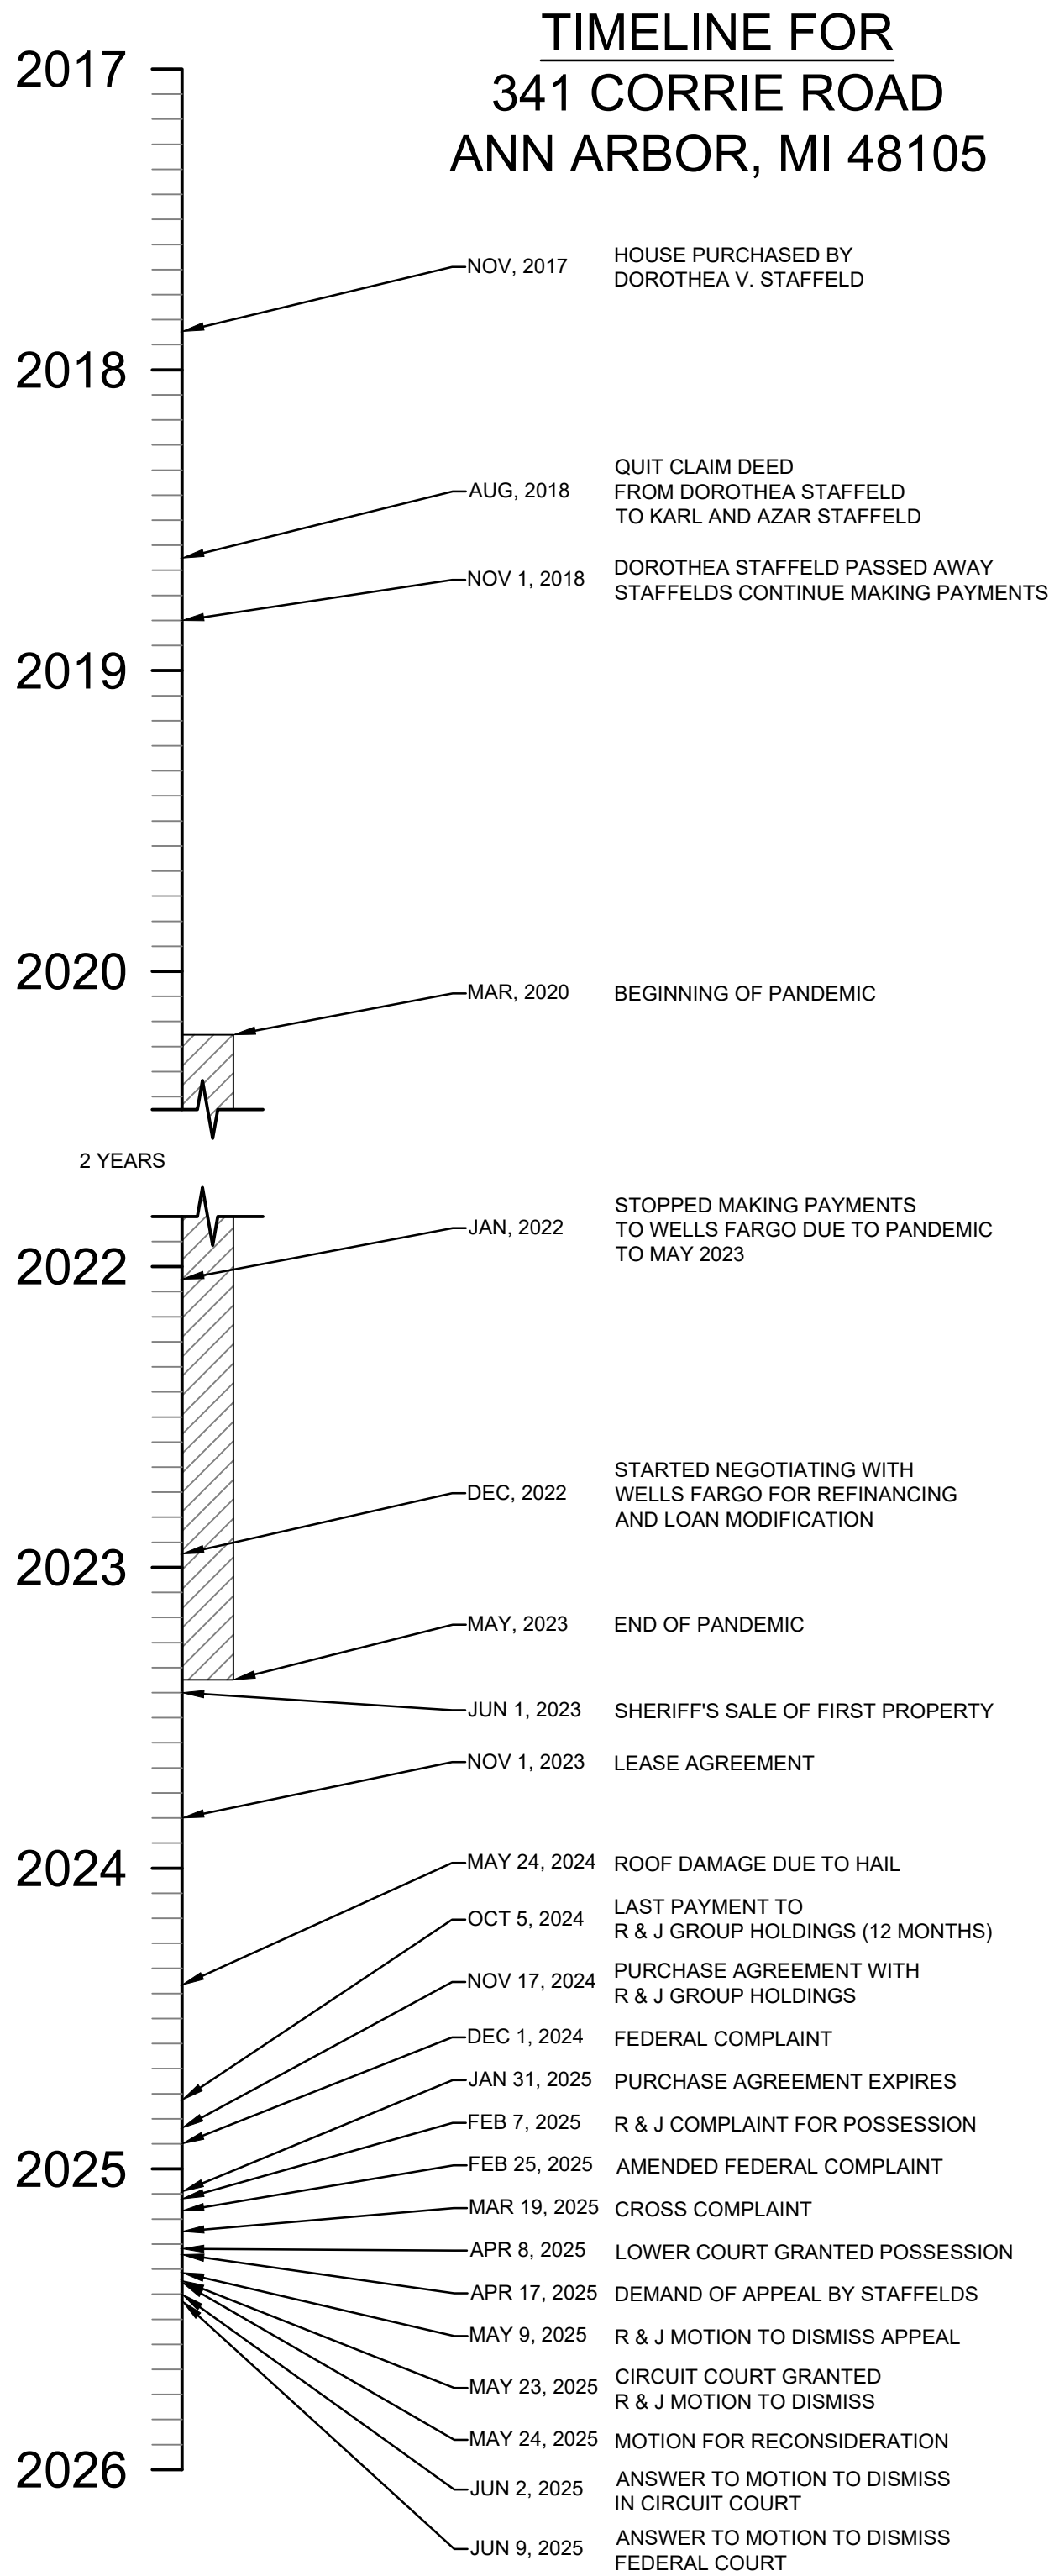 TIMELINE FOR
341 CORRIE ROAD
ANN ARBOR, MI 48105
2017
NOV, 2017 HOUSE PURCHASED BY
DOROTHEA V. STAFFELD
2018
AUG, 2018 QUIT CLAIM DEED
FROM DOROTHEA STAFFELD
TO KARL AND AZAR STAFFELD
NOV 1, 2018 DOROTHEA STAFFELD PASSED AWAY
STAFFELDS CONTINUE MAKING PAYMENTS
2019
2020
MAR, 2020 BEGINNING OF PANDEMIC
2 YEARS
JAN, 2022 STOPPED MAKING PAYMENTS
TO WELLS FARGO DUE TO PANDEMIC
TO MAY 2023
2022
DEC, 2022 STARTED NEGOTIATING WITH
WELLS FARGO FOR REFINANCING
AND LOAN MODIFICATION
2023
MAY, 2023 END OF PANDEMIC
JUN 1, 2023 SHERIFF'S SALE OF FIRST PROPERTY
NOV 1, 2023 LEASE AGREEMENT
2024
MAY 24, 2024 ROOF DAMAGE DUE TO HAIL
OCT 5, 2024 LAST PAYMENT TO
R & J GROUP HOLDINGS (12 MONTHS)
NOV 17, 2024 PURCHASE AGREEMENT WITH
R & J GROUP HOLDINGS
DEC 1, 2024 FEDERAL COMPLAINT
JAN 31, 2025 PURCHASE AGREEMENT EXPIRES
FEB 7, 2025 R & J COMPLAINT FOR POSSESSION
2025
FEB 25, 2025 AMENDED FEDERAL COMPLAINT
MAR 19, 2025 CROSS COMPLAINT
APR 8, 2025 LOWER COURT GRANTED POSSESSION
APR 17, 2025 DEMAND OF APPEAL BY STAFFELDS
MAY 9, 2025 R & J MOTION TO DISMISS APPEAL
MAY 23, 2025 CIRCUIT COURT GRANTED
R & J MOTION TO DISMISS
MAY 24, 2025 MOTION FOR RECONSIDERATION
2026
JUN 2, 2025 ANSWER TO MOTION TO DISMISS
IN CIRCUIT COURT
JUN 9, 2025 ANSWER TO MOTION TO DISMISS
FEDERAL COURT